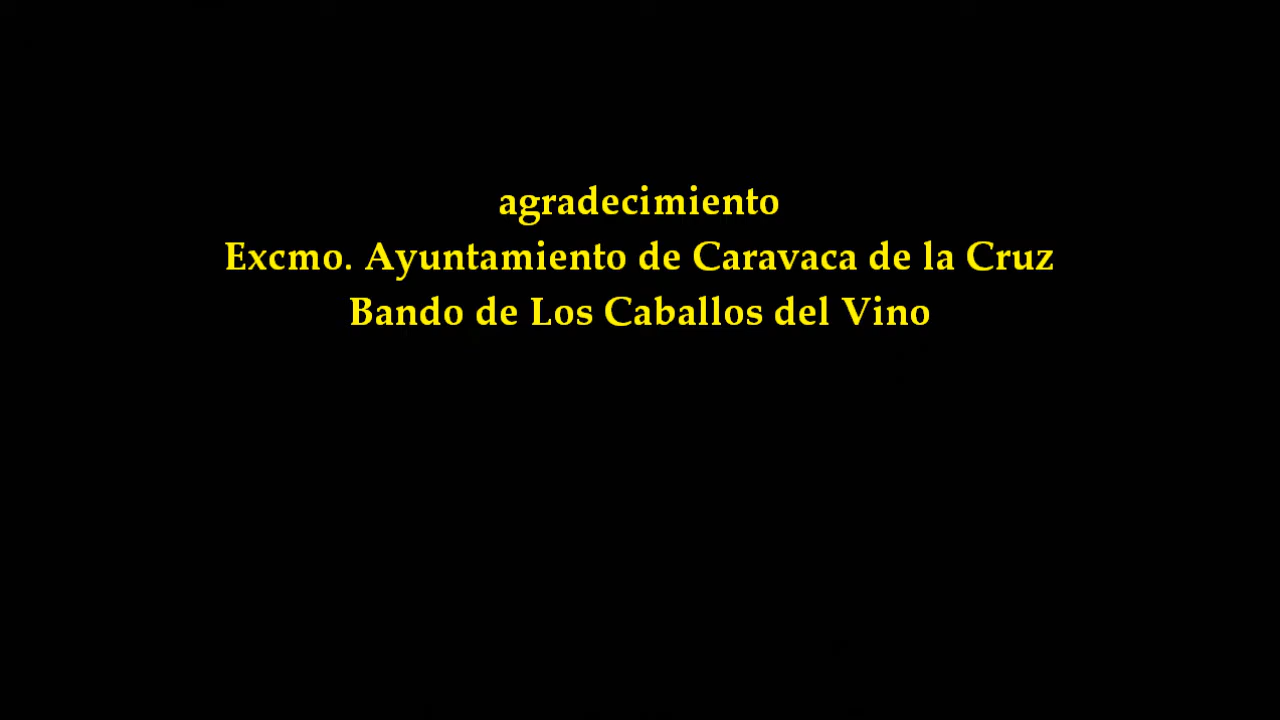 agradecimiento
Excmo. Ayuntamiento de Caravaca de la Cruz
Bando de Los Caballos del Vino